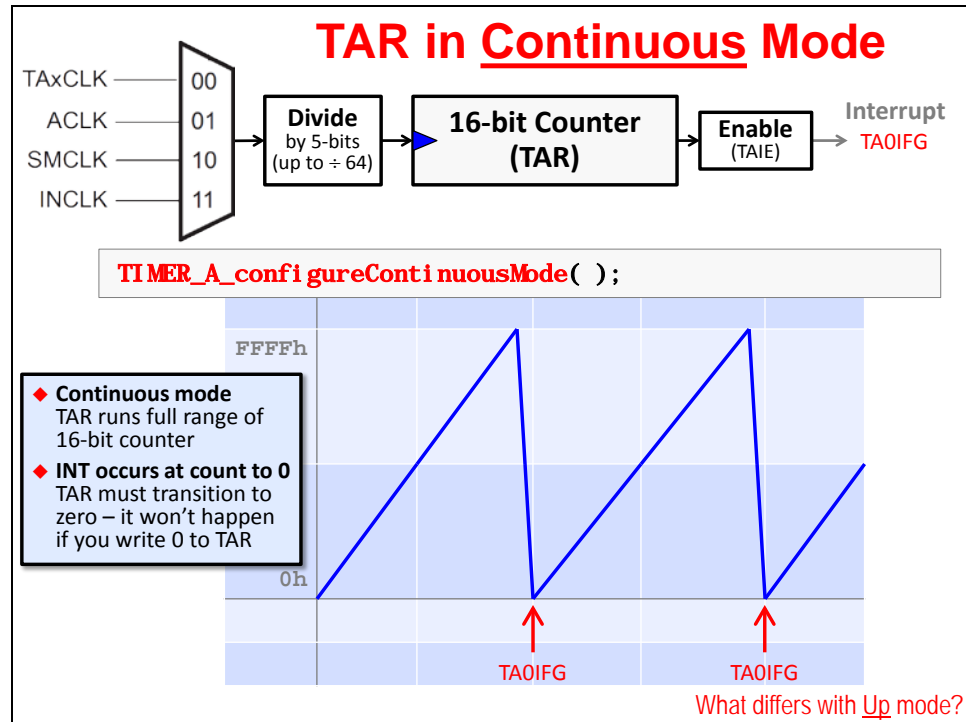 TAR in Continuous Mode
TAxCLK
ACLK
SMCLK
INCLK
00
01
10
11
Divide
by 5-bits
(up to ÷ 64)
16-bit Counter
(TAR)
Enable
(TAIE)
Interrupt
TA0IFG
TIMER_A_configureContinuousMode( );
FFFFh
◆ Continuous mode
TAR runs full range of
16-bit counter
◆ INT occurs at count to 0
TAR must transition to
zero – it won't happen
if you write 0 to TAR
0h
TA0IFG
TA0IFG
What differs with Up mode?